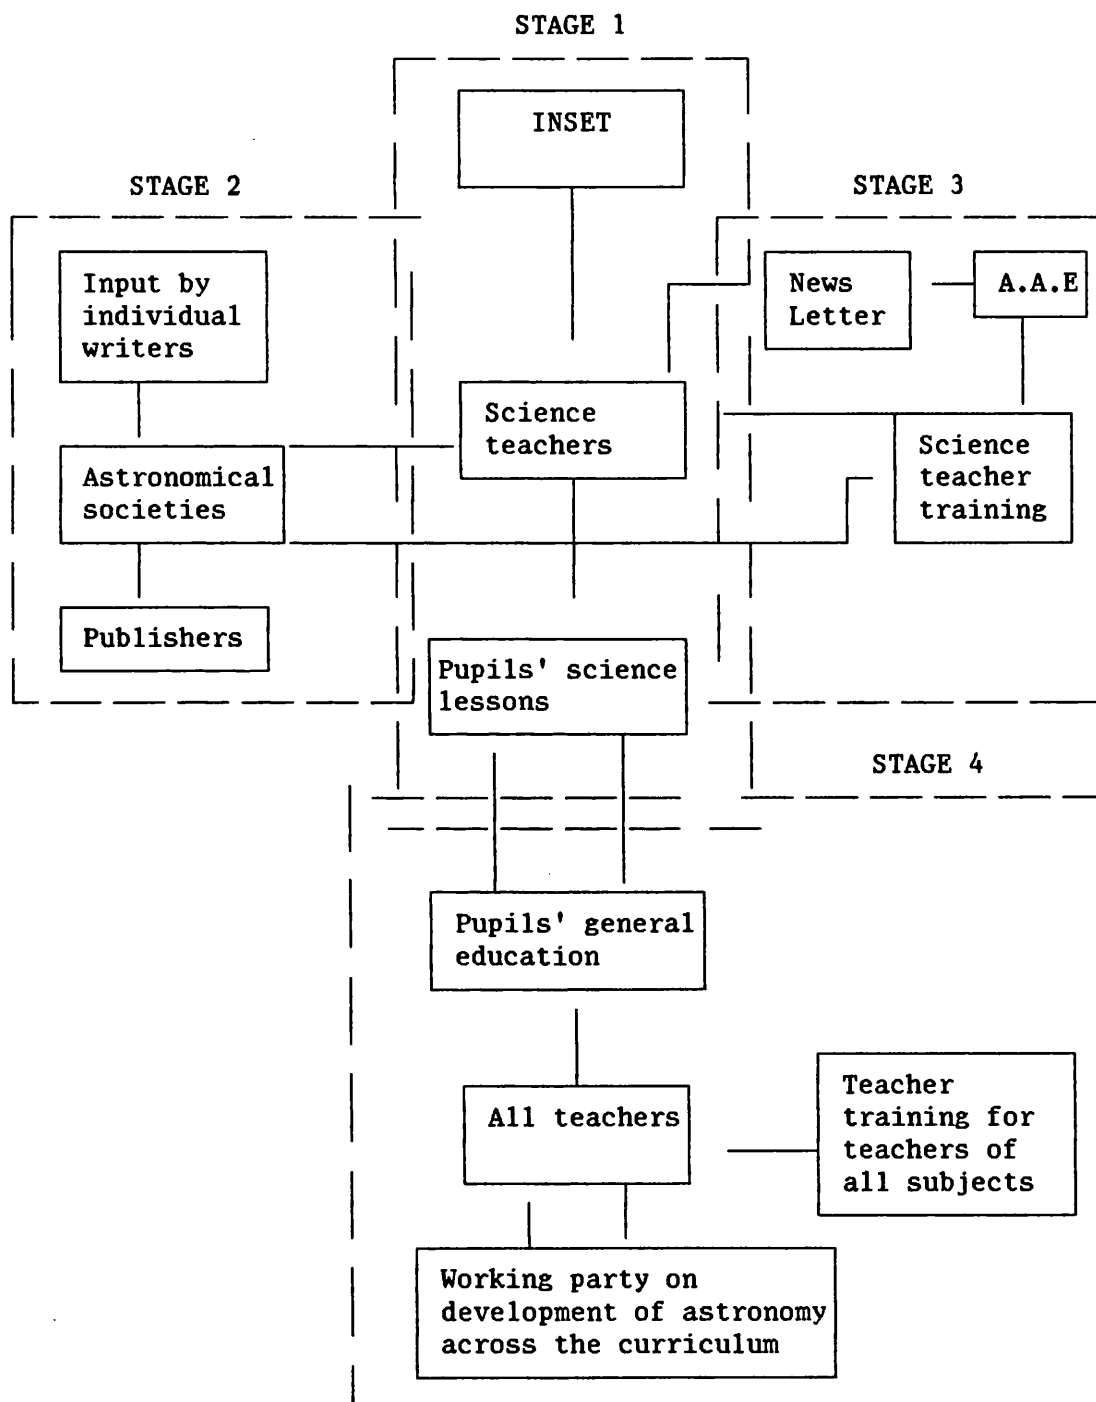 STAGE 1
INSET
STAGE 2
STAGE 3
Input by
individual
writers
News
Letter
A.A.E
Science
teachers
Astronomical
societies
Science
teacher
training
Publishers
Pupils' science
lessons
STAGE 4
Pupils' general
education
All teachers
Teacher
training for
teachers of
all subjects
Working party on
development of astronomy
across the curriculum